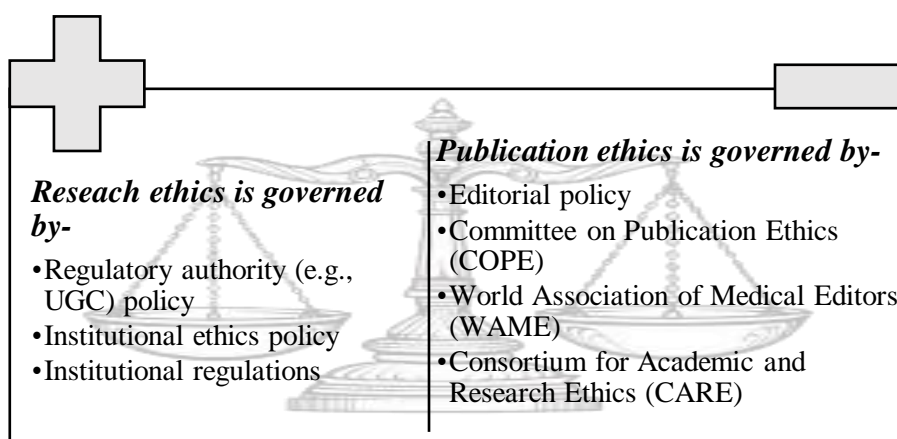 Reseach ethics is governed
by-
•Regulatory authority (e.g.,
UGC) policy
•Institutional ethics policy
•Institutional regulations
Publication ethics is governed by-
•Editorial policy
•Committee on Publication Ethics
(COPE)
•World Association of Medical Editors
(WAME)
•Consortium for Academic and
Research Ethics (CARE)